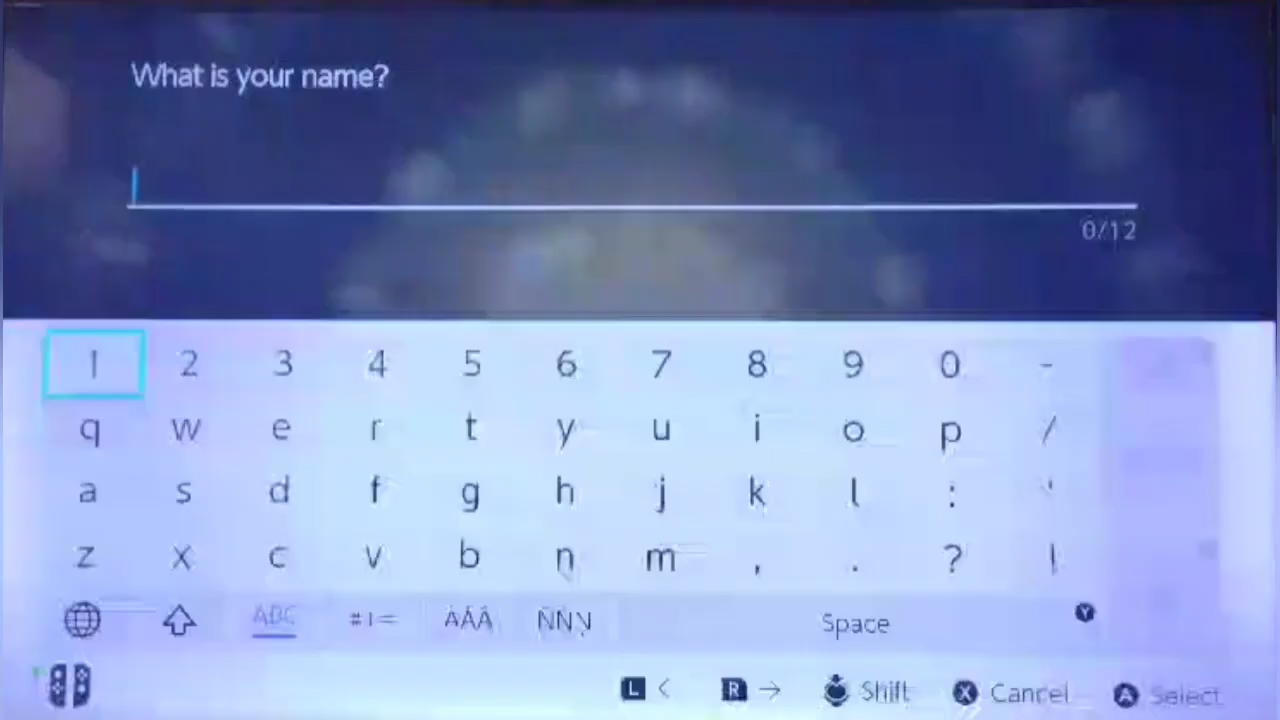 What is your name?
0/12
1 2 3 4 5 6 7 8 9 0 -
q w e r t y u i o p /
a s d f g h j k l : '
z x c v b n m , . ? !
ABC #!= ÀÁÂ ÑŃŅ Space Y
L < R → Shift X Cancel A Select